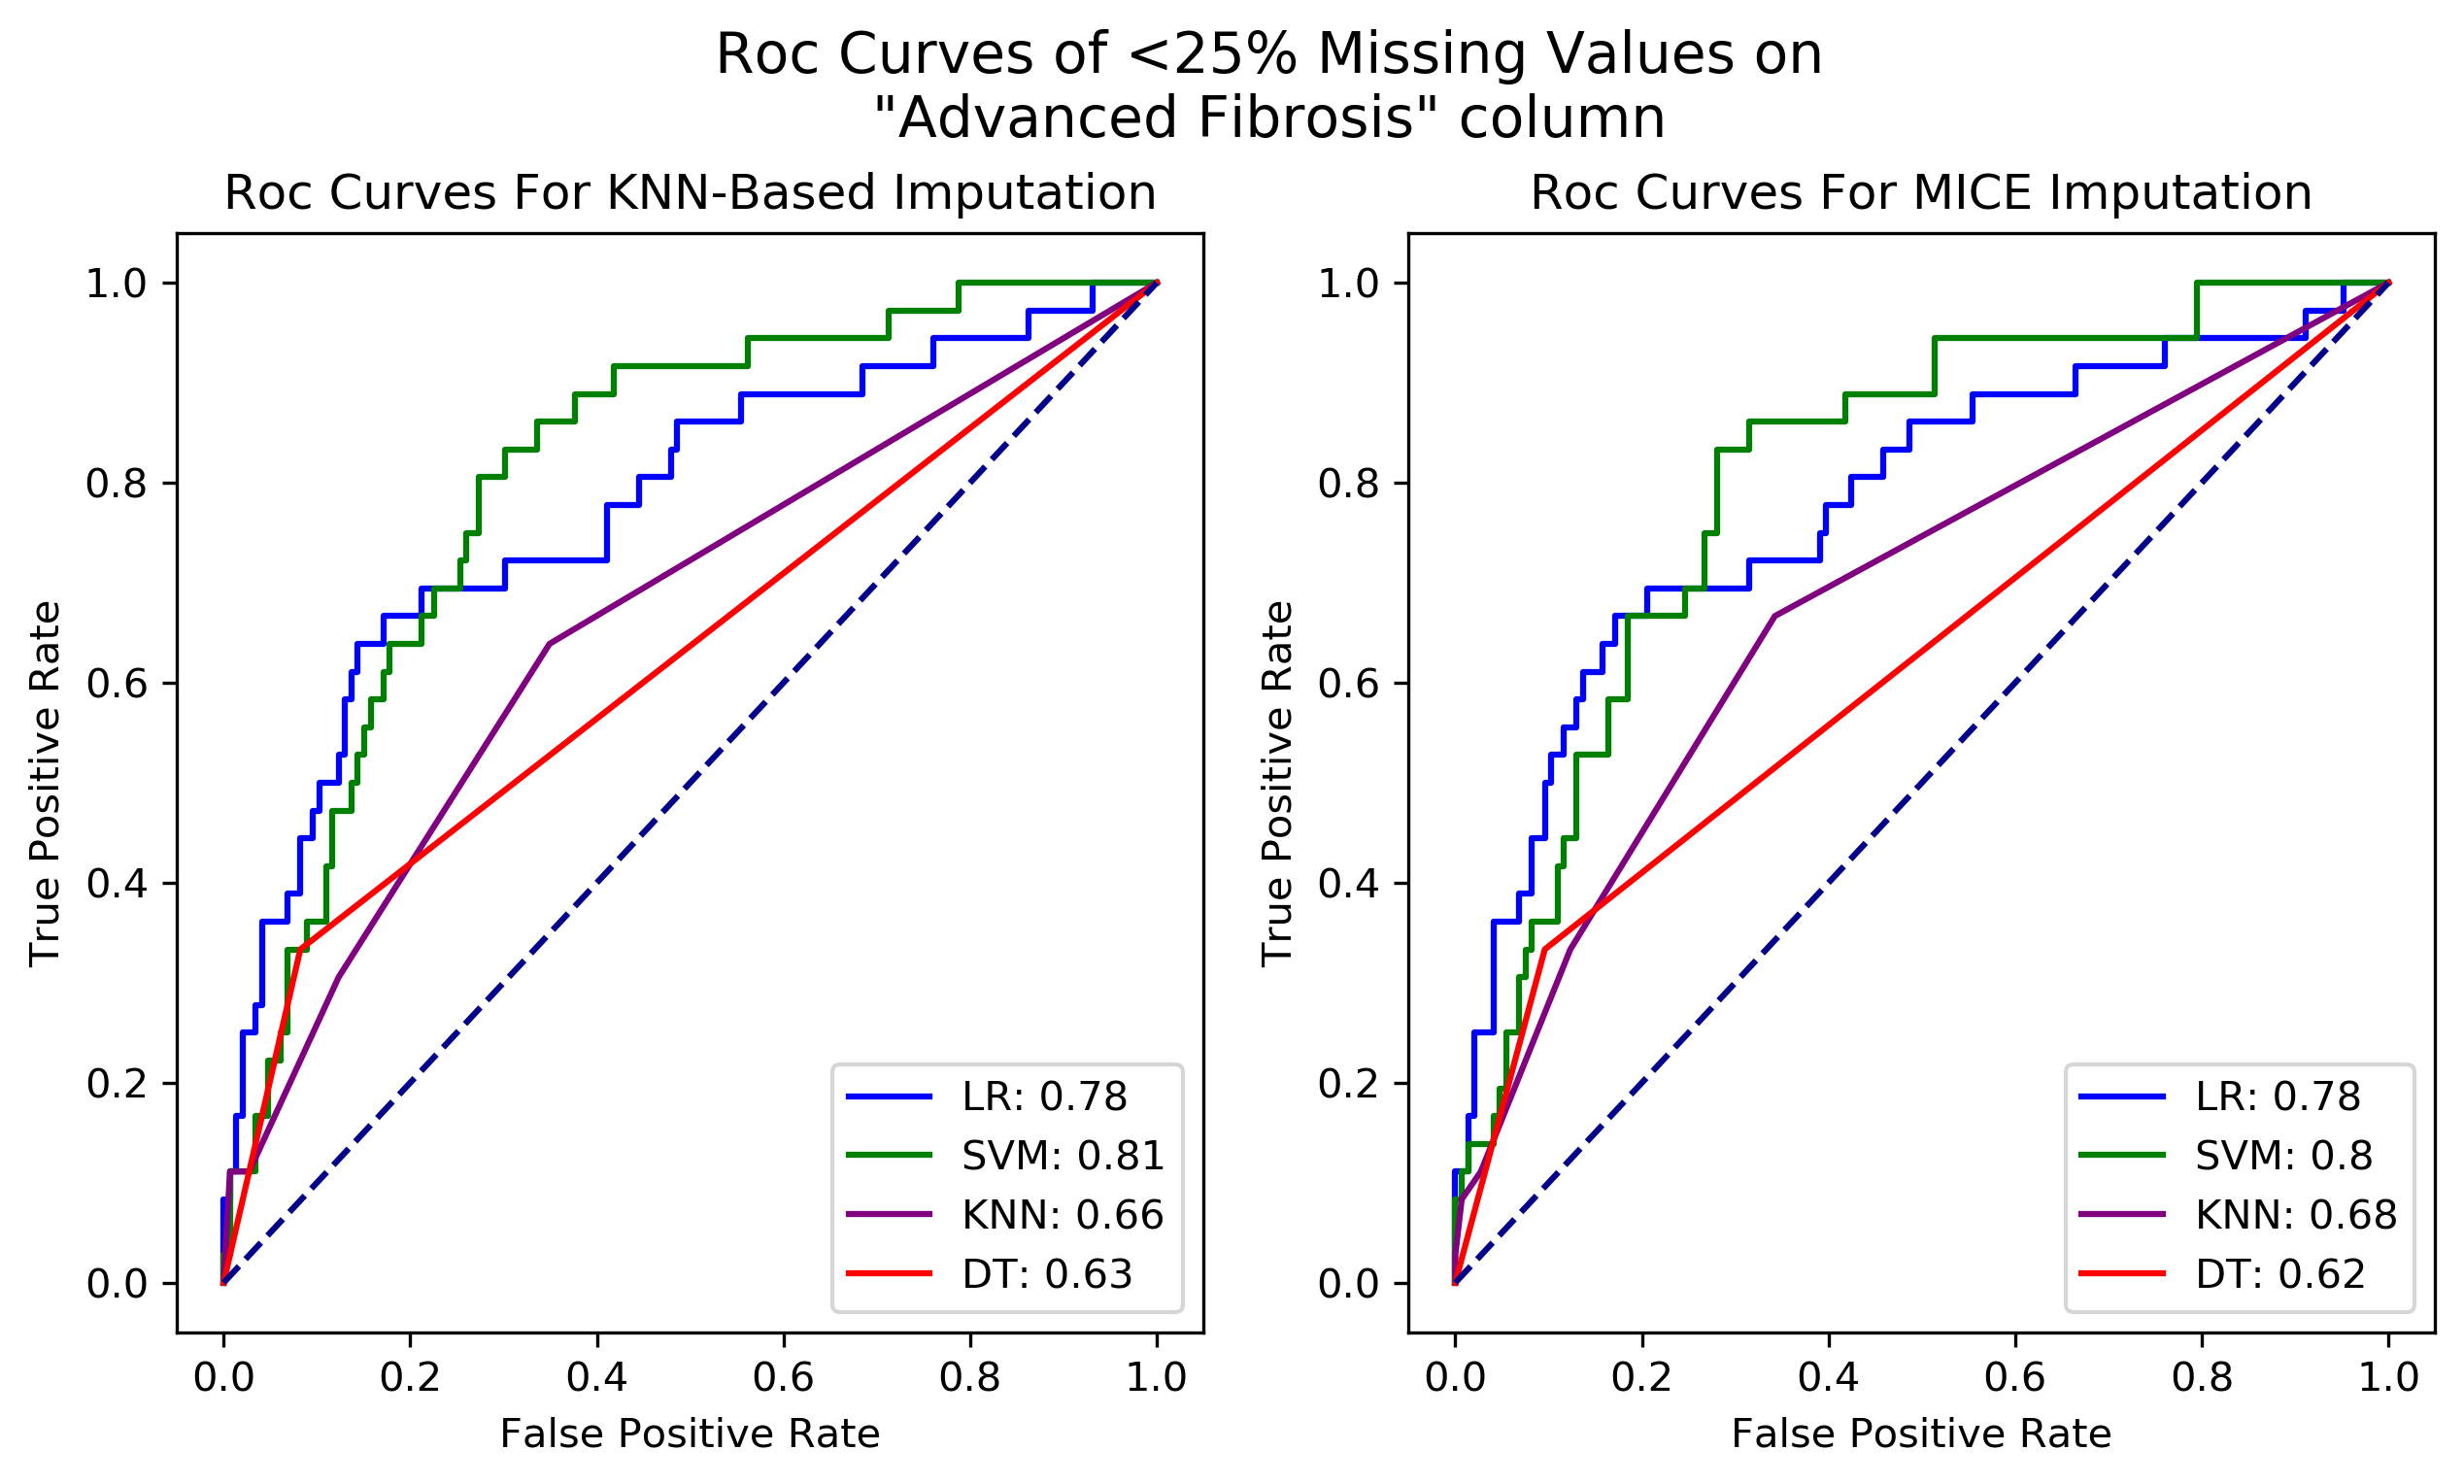 Roc Curves of <25% Missing Values on
"Advanced Fibrosis" column
Roc Curves For KNN-Based Imputation
1.0
0.8
0.6
0.4
0.2
0.0
True Positive Rate
0.0 0.2 0.4 0.6 0.8 1.0
False Positive Rate
LR: 0.78
SVM: 0.81
KNN: 0.66
DT: 0.63
Roc Curves For MICE Imputation
1.0
0.8
0.6
0.4
0.2
0.0
True Positive Rate
0.0 0.2 0.4 0.6 0.8 1.0
False Positive Rate
LR: 0.78
SVM: 0.8
KNN: 0.68
DT: 0.62